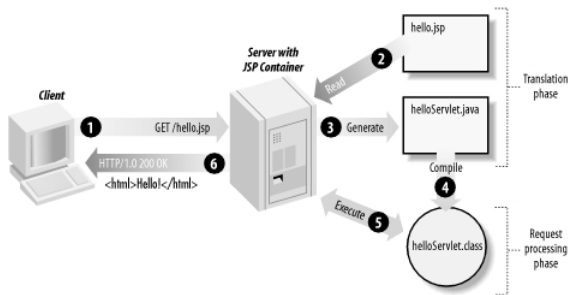 Client
1
GET /hello.jsp
6
HTTP/1.0 200 OK
<html>Hello!</html>
Server with
JSP Container
2
Read
hello.jsp
3
Generate
helloServlet.java
Compile
4
Translation
phase
Execute
5
helloServlet.class
Request
processing
phase